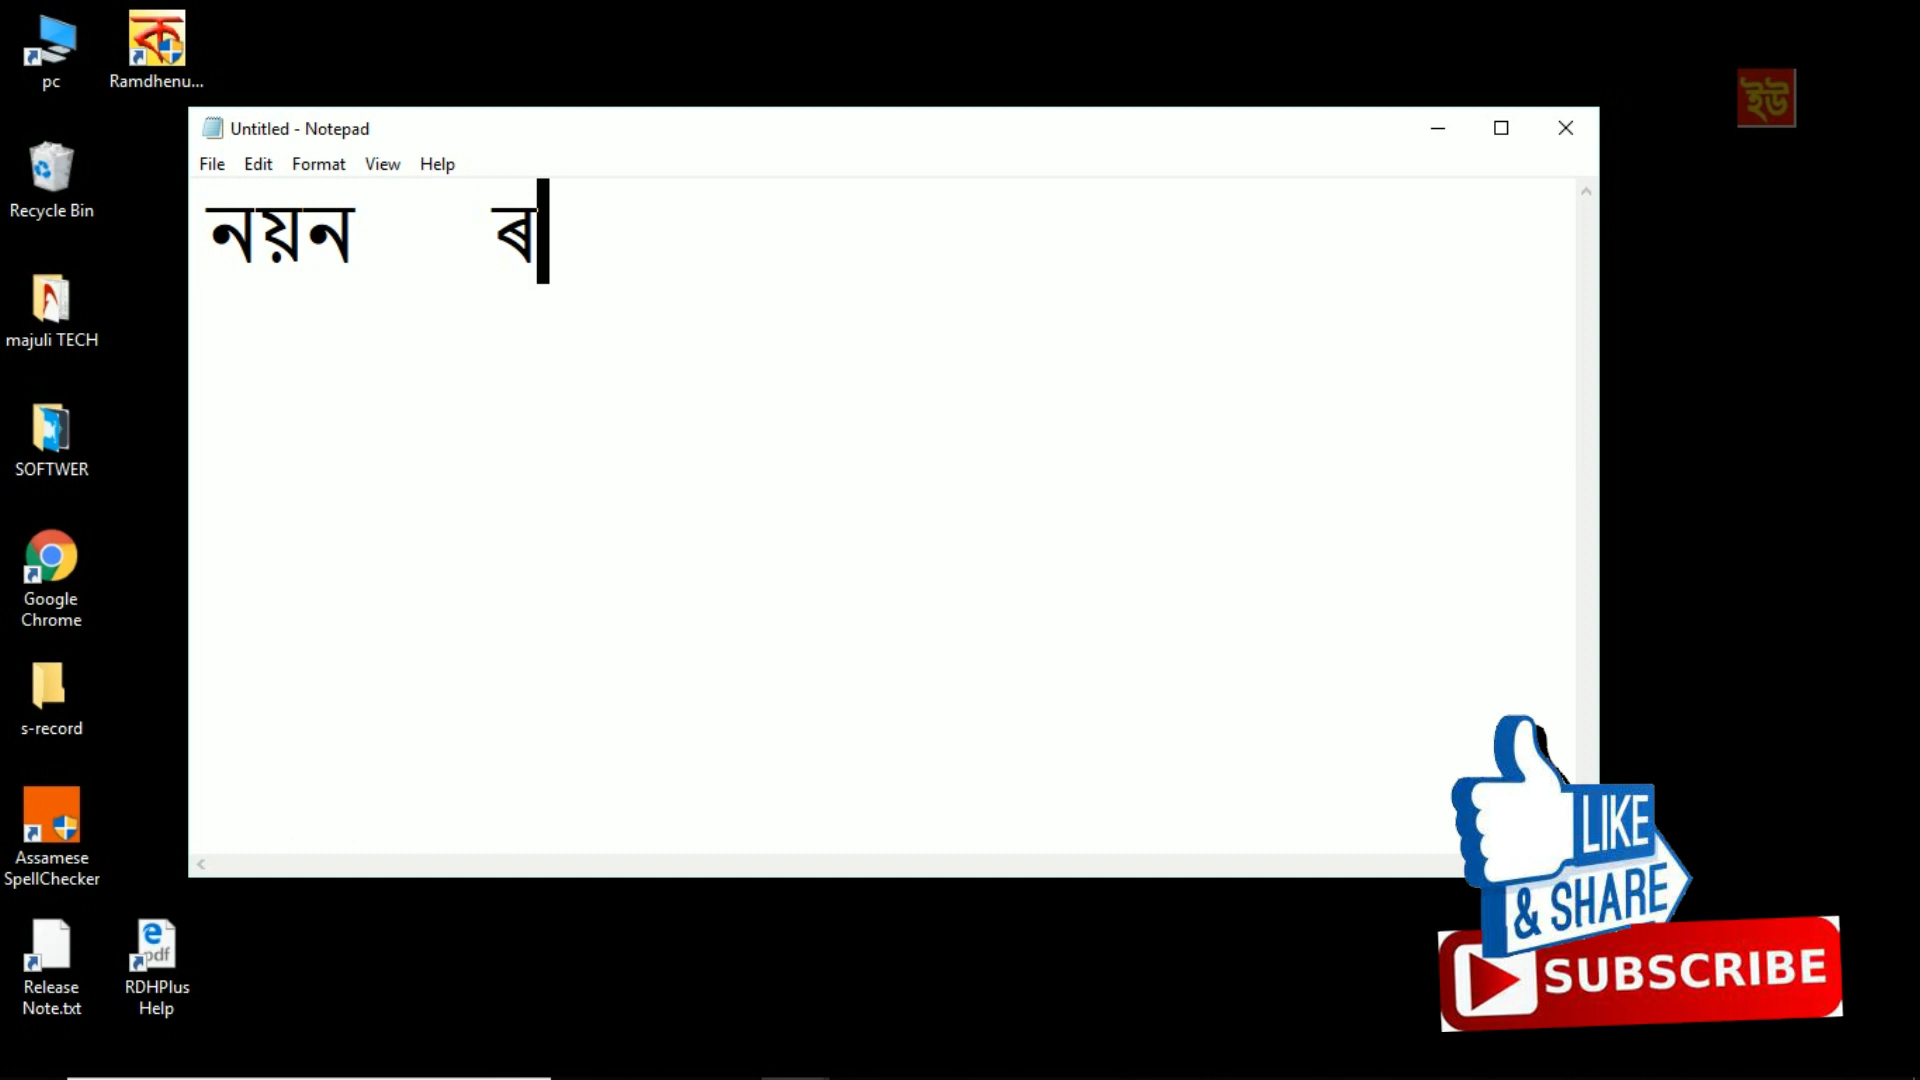 pc
Ramdhenu...
ইউ
Untitled - Notepad
File Edit Format View Help
নয়ন ৰ
Recycle Bin
majuli TECH
SOFTWER
Google
Chrome
s-record
Assamese
SpellChecker
Release
Note.txt
RDHPlus
Help
pdf
ক
LIKE
& SHARE
SUBSCRIBE